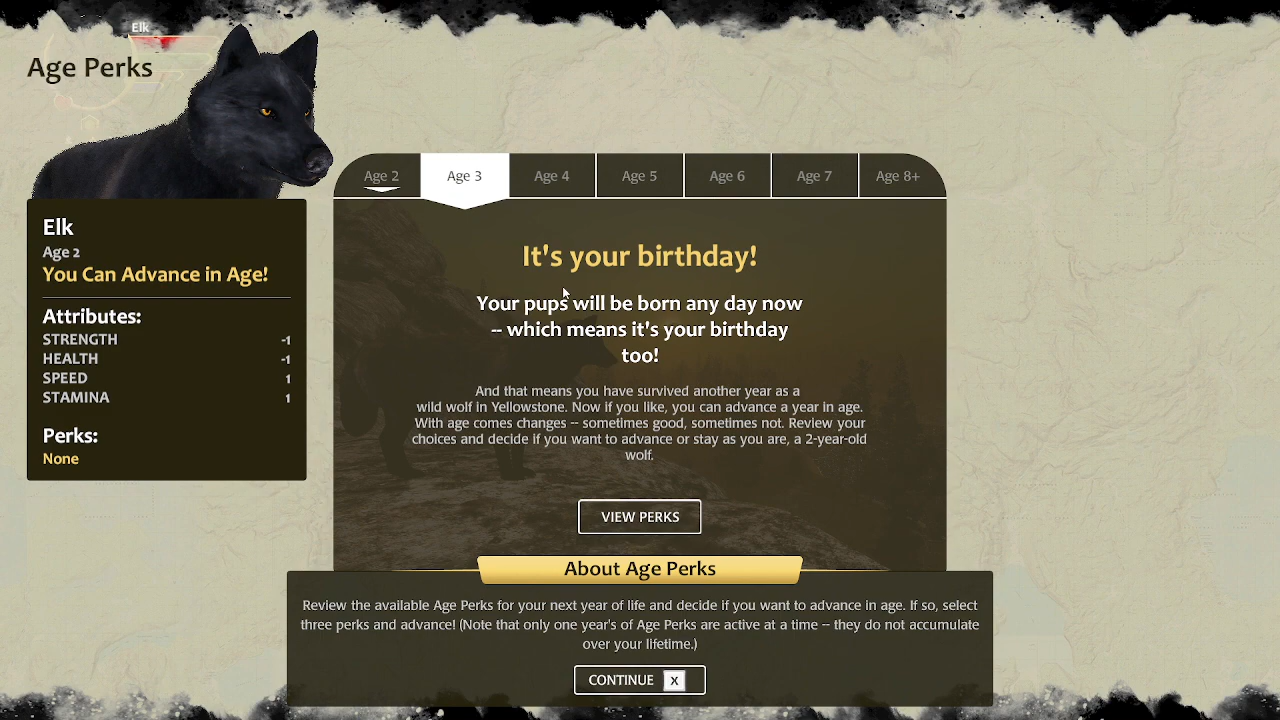 Elk
Age Perks
Age 2
Age 3
Age 4
Age 5
Age 6
Age 7
Age 8+
Elk
Age 2
You Can Advance in Age!
Attributes:
STRENGTH -1
HEALTH -1
SPEED 1
STAMINA 1
Perks:
None
It's your birthday!
Your pups will be born any day now
-- which means it's your birthday
too!
And that means you have survived another year as a
wild wolf in Yellowstone. Now if you like, you can advance a year in age.
With age comes changes -- sometimes good, sometimes not. Review your
choices and decide if you want to advance or stay as you are, a 2-year-old
wolf.
VIEW PERKS
About Age Perks
Review the available Age Perks for your next year of life and decide if you want to advance in age. If so, select
three perks and advance! (Note that only one year's of Age Perks are active at a time -- they do not accumulate
over your lifetime.)
CONTINUE X